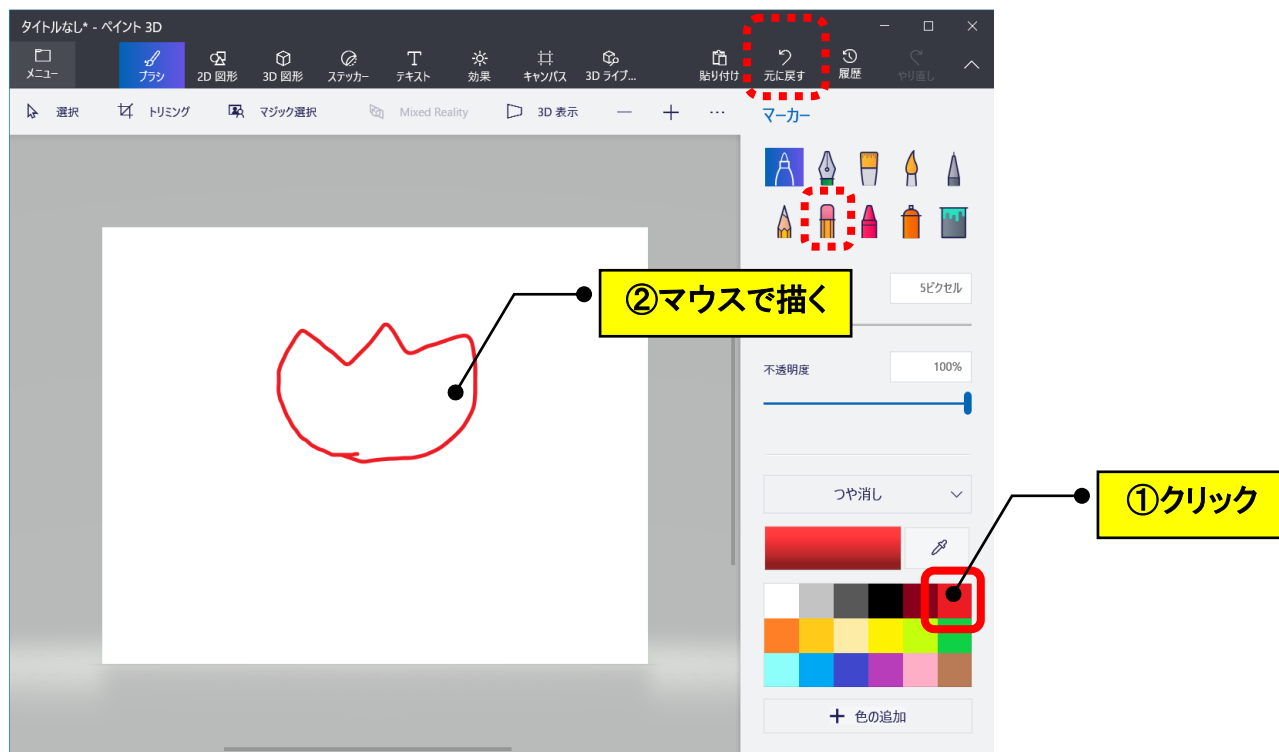 タイトルなし* - ペイント 3D
メニュー ブラシ 2D 図形 3D 図形 ステッカー テキスト 効果 キャンバス 3D ライブ... 貼り付け 元に戻す 履歴 やり直し
選択 トリミング マジック選択 Mixed Reality 3D 表示 — + ...
マーカー
5ピクセル
②マウスで描く
不透明度 100%
つや消し
①クリック
+ 色の追加